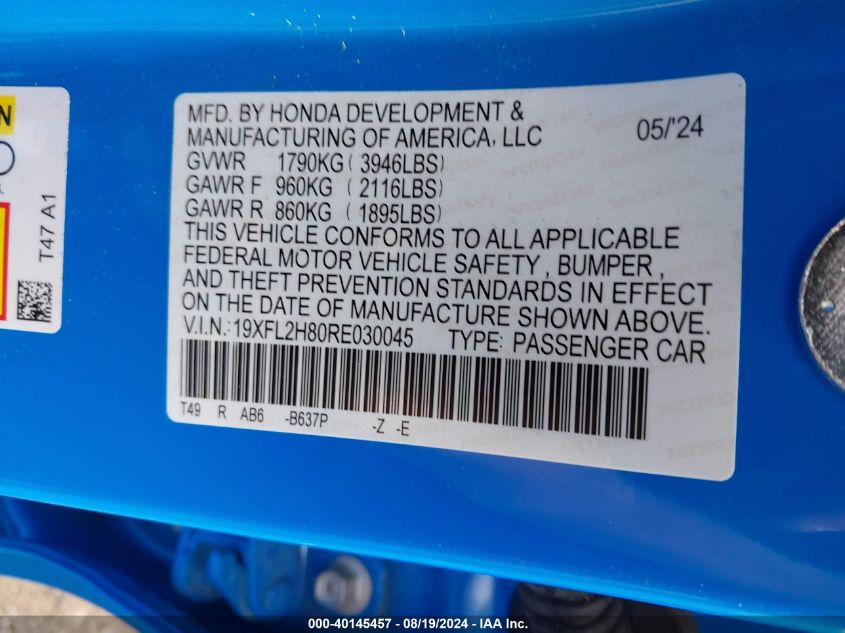 N
T47 A1
MFD. BY HONDA DEVELOPMENT &
MANUFACTURING OF AMERICA, LLC 05/'24
GVWR 1790KG ( 3946LBS)
GAWR F 960KG ( 2116LBS)
GAWR R 860KG ( 1895LBS)
THIS VEHICLE CONFORMS TO ALL APPLICABLE
FEDERAL MOTOR VEHICLE SAFETY , BUMPER ,
AND THEFT PREVENTION STANDARDS IN EFFECT
ON THE DATE OF MANUFACTURE SHOWN ABOVE.
V.I.N.:19XFL2H80RE030045 TYPE: PASSENGER CAR
T49 R AB6 -B637P -Z -E
000-40145457 - 08/19/2024 - IAA Inc.